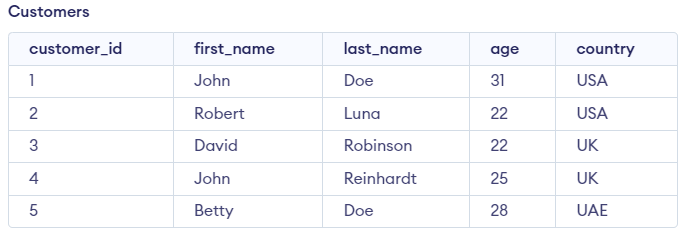 Customers
customer_id first_name last_name age country
1 John Doe 31 USA
2 Robert Luna 22 USA
3 David Robinson 22 UK
4 John Reinhardt 25 UK
5 Betty Doe 28 UAE